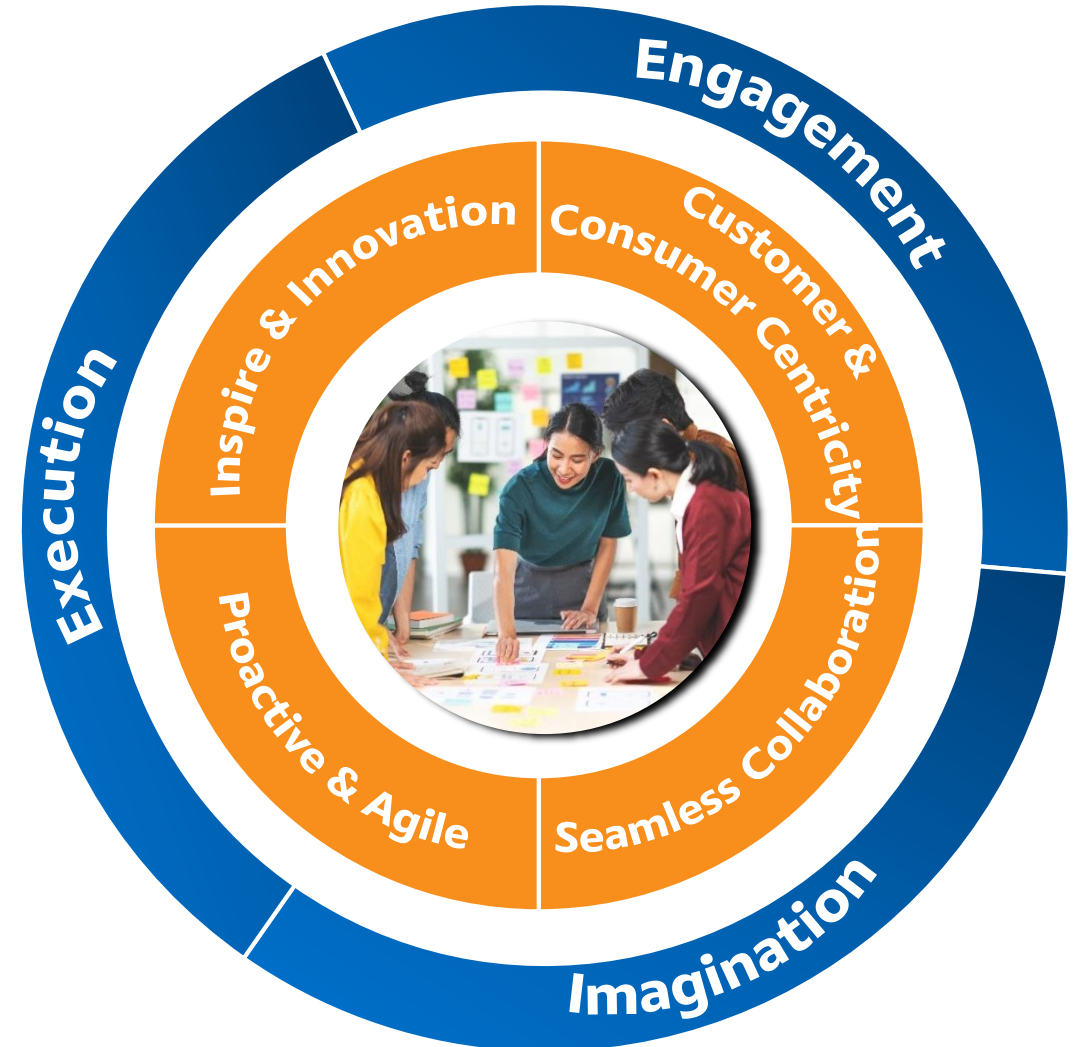 Engagement
Execution
Imagination
Inspire & Innovation
Customer &
Consumer Centricity
Proactive & Agile
Seamless Collaboration